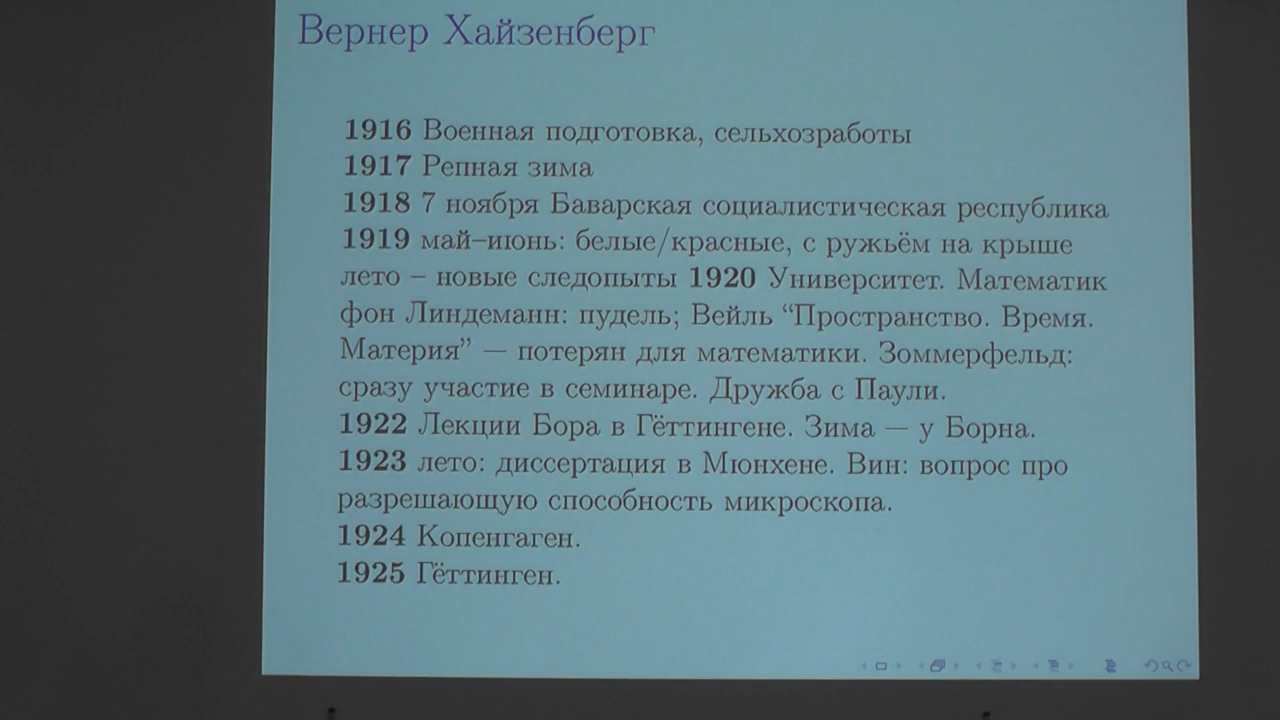 Вернер Хайзенберг
1916 Военная подготовка, сельхозработы
1917 Репная зима
1918 7 ноября Баварская социалистическая республика
1919 май–июнь: белые/красные, с ружьём на крыше
лето – новые следопыты 1920 Университет. Математик
фон Линдеманн: пудель; Вейль “Пространство. Время.
Материя” — потерян для математики. Зоммерфельд:
сразу участие в семинаре. Дружба с Паули.
1922 Лекции Бора в Гёттингене. Зима — у Борна.
1923 лето: диссертация в Мюнхене. Вин: вопрос про
разрешающую способность микроскопа.
1924 Копенгаген.
1925 Гёттинген.